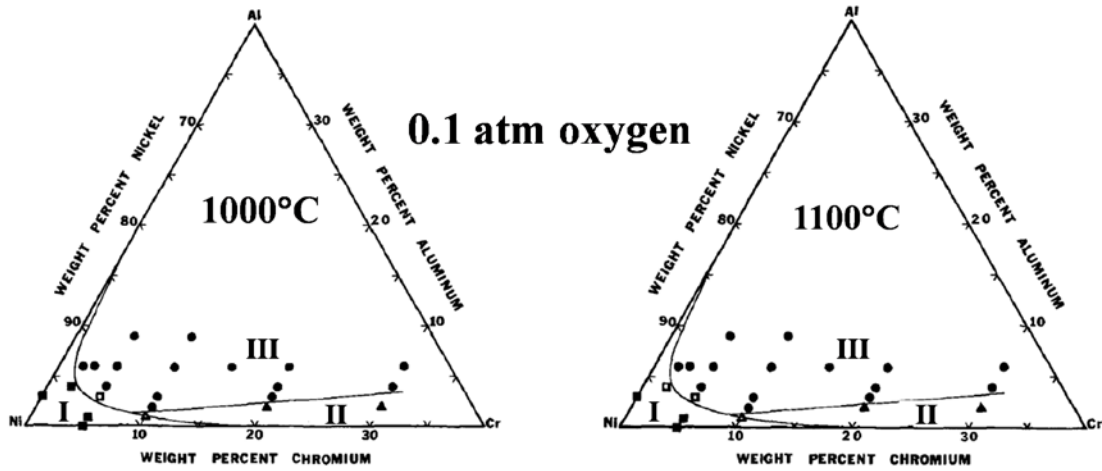 Al
70
30
WEIGHT PERCENT NICKEL
WEIGHT PERCENT ALUMINUM
1000°C
80
20
90
10
III
I
II
Ni
Cr
10
20
30
WEIGHT PERCENT CHROMIUM
0.1 atm oxygen
Al
70
30
WEIGHT PERCENT NICKEL
WEIGHT PERCENT ALUMINUM
1100°C
80
20
90
10
III
I
II
Ni
Cr
10
20
30
WEIGHT PERCENT CHROMIUM